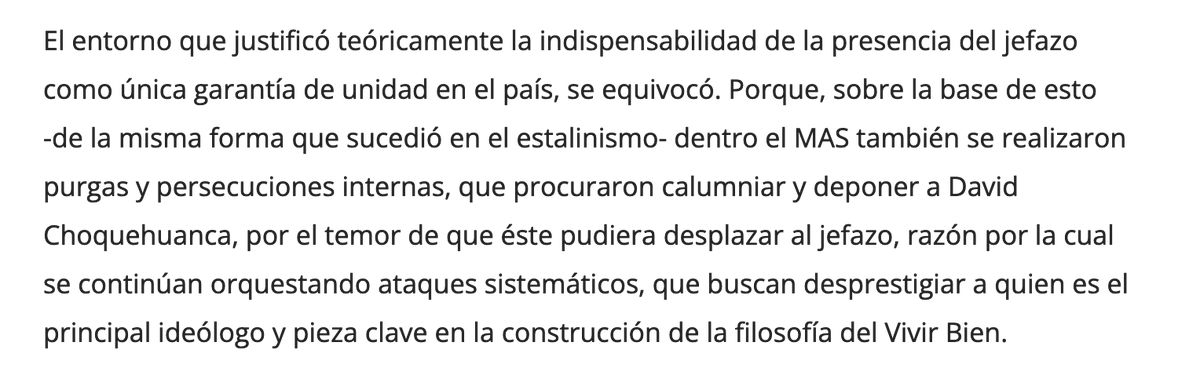 El entorno que justificó teóricamente la indispensabilidad de la presencia del jefazo
como única garantía de unidad en el país, se equivocó. Porque, sobre la base de esto
-de la misma forma que sucedió en el estalinismo- dentro el MAS también se realizaron
purgas y persecuciones internas, que procuraron calumniar y deponer a David
Choquehuanca, por el temor de que éste pudiera desplazar al jefazo, razón por la cual
se continúan orquestando ataques sistemáticos, que buscan desprestigiar a quien es el
principal ideólogo y pieza clave en la construcción de la filosofía del Vivir Bien.